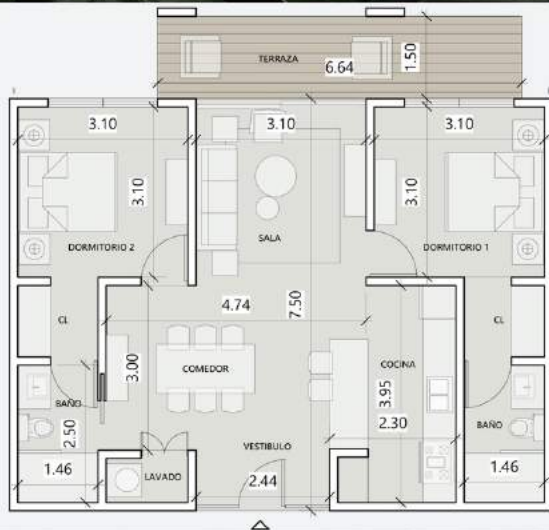 TERRAZA
6.64
1.50
3.10
3.10
3.10
3.10
3.10
DORMITORIO 2
SALA
DORMITORIO 1
4.74
7.50
CL
CL
3.00
COMEDOR
COCINA
3.95
2.30
BAÑO
2.50
BAÑO
VESTIBULO
1.46
LAVADO
2.44
1.46